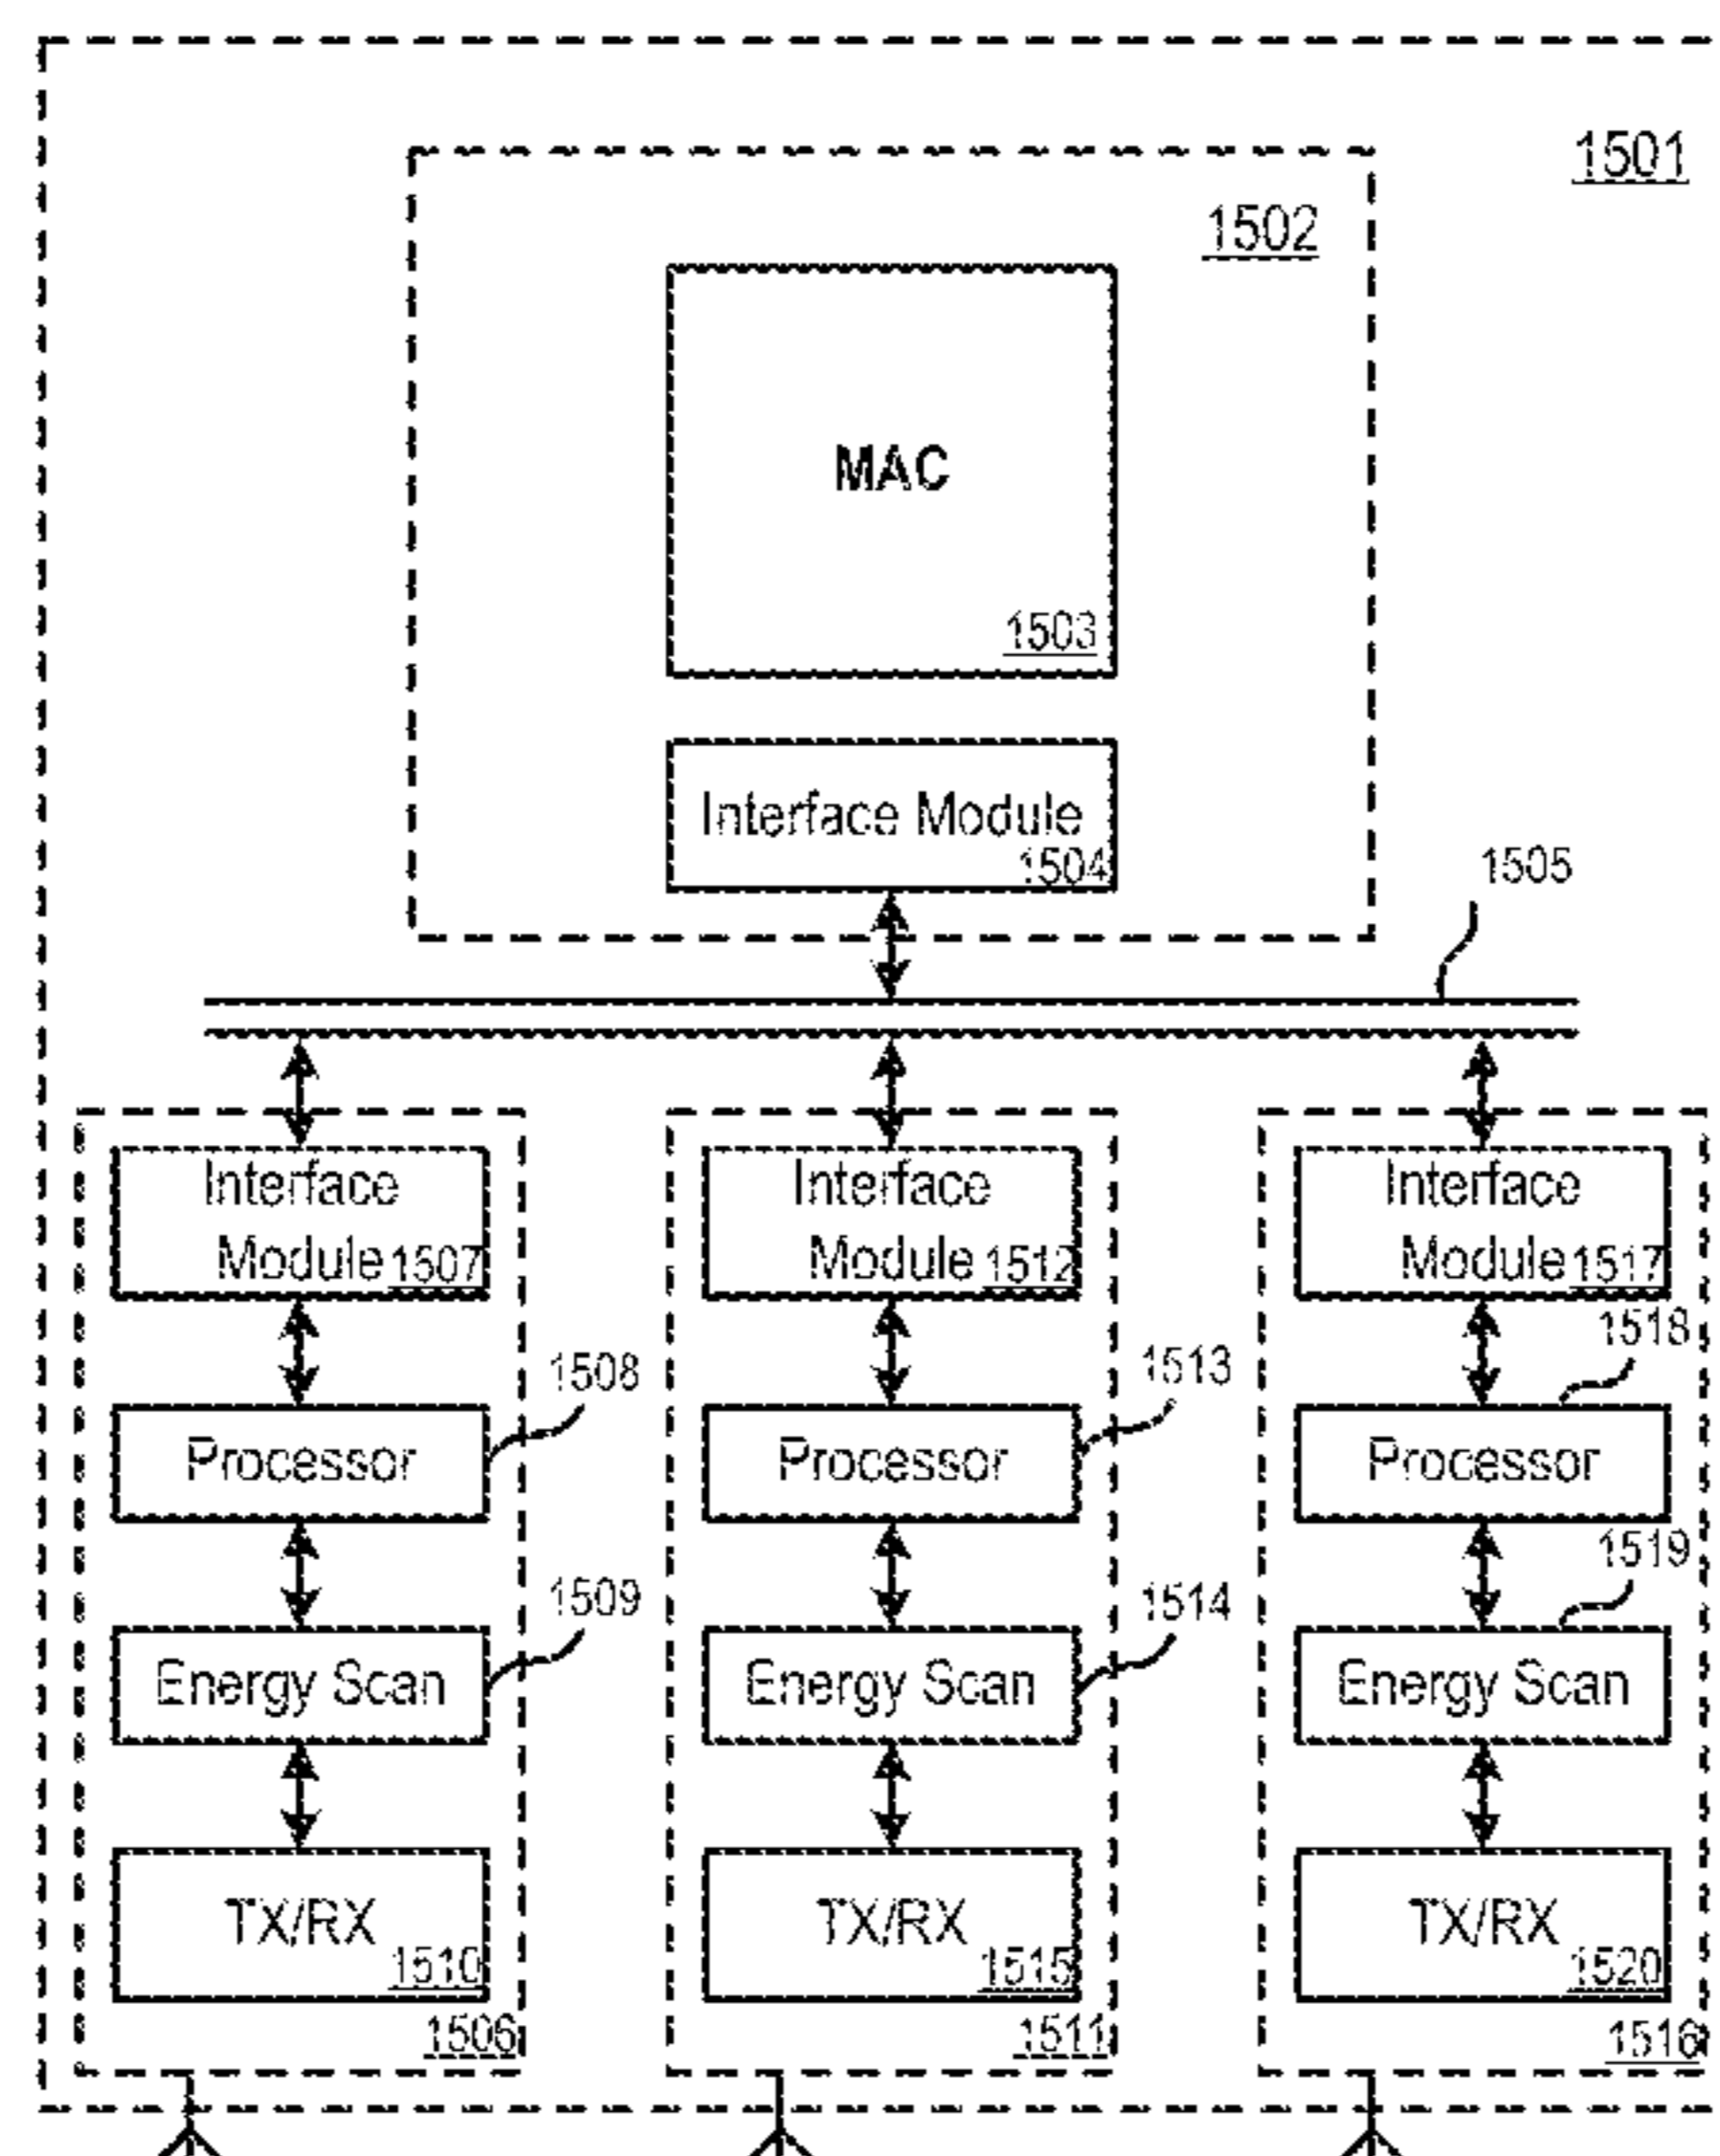 1501
1502
MAC
1503
Interface Module
1504
1505
Interface
Module 1507
Interface
Module 1512
Interface
Module 1517
1518
1508
1513
Processor
Processor
Processor
1519
1509
1514
Energy Scan
Energy Scan
Energy Scan
TX/RX
1510
TX/RX
1515
TX/RX
1520
1506
1511
1516